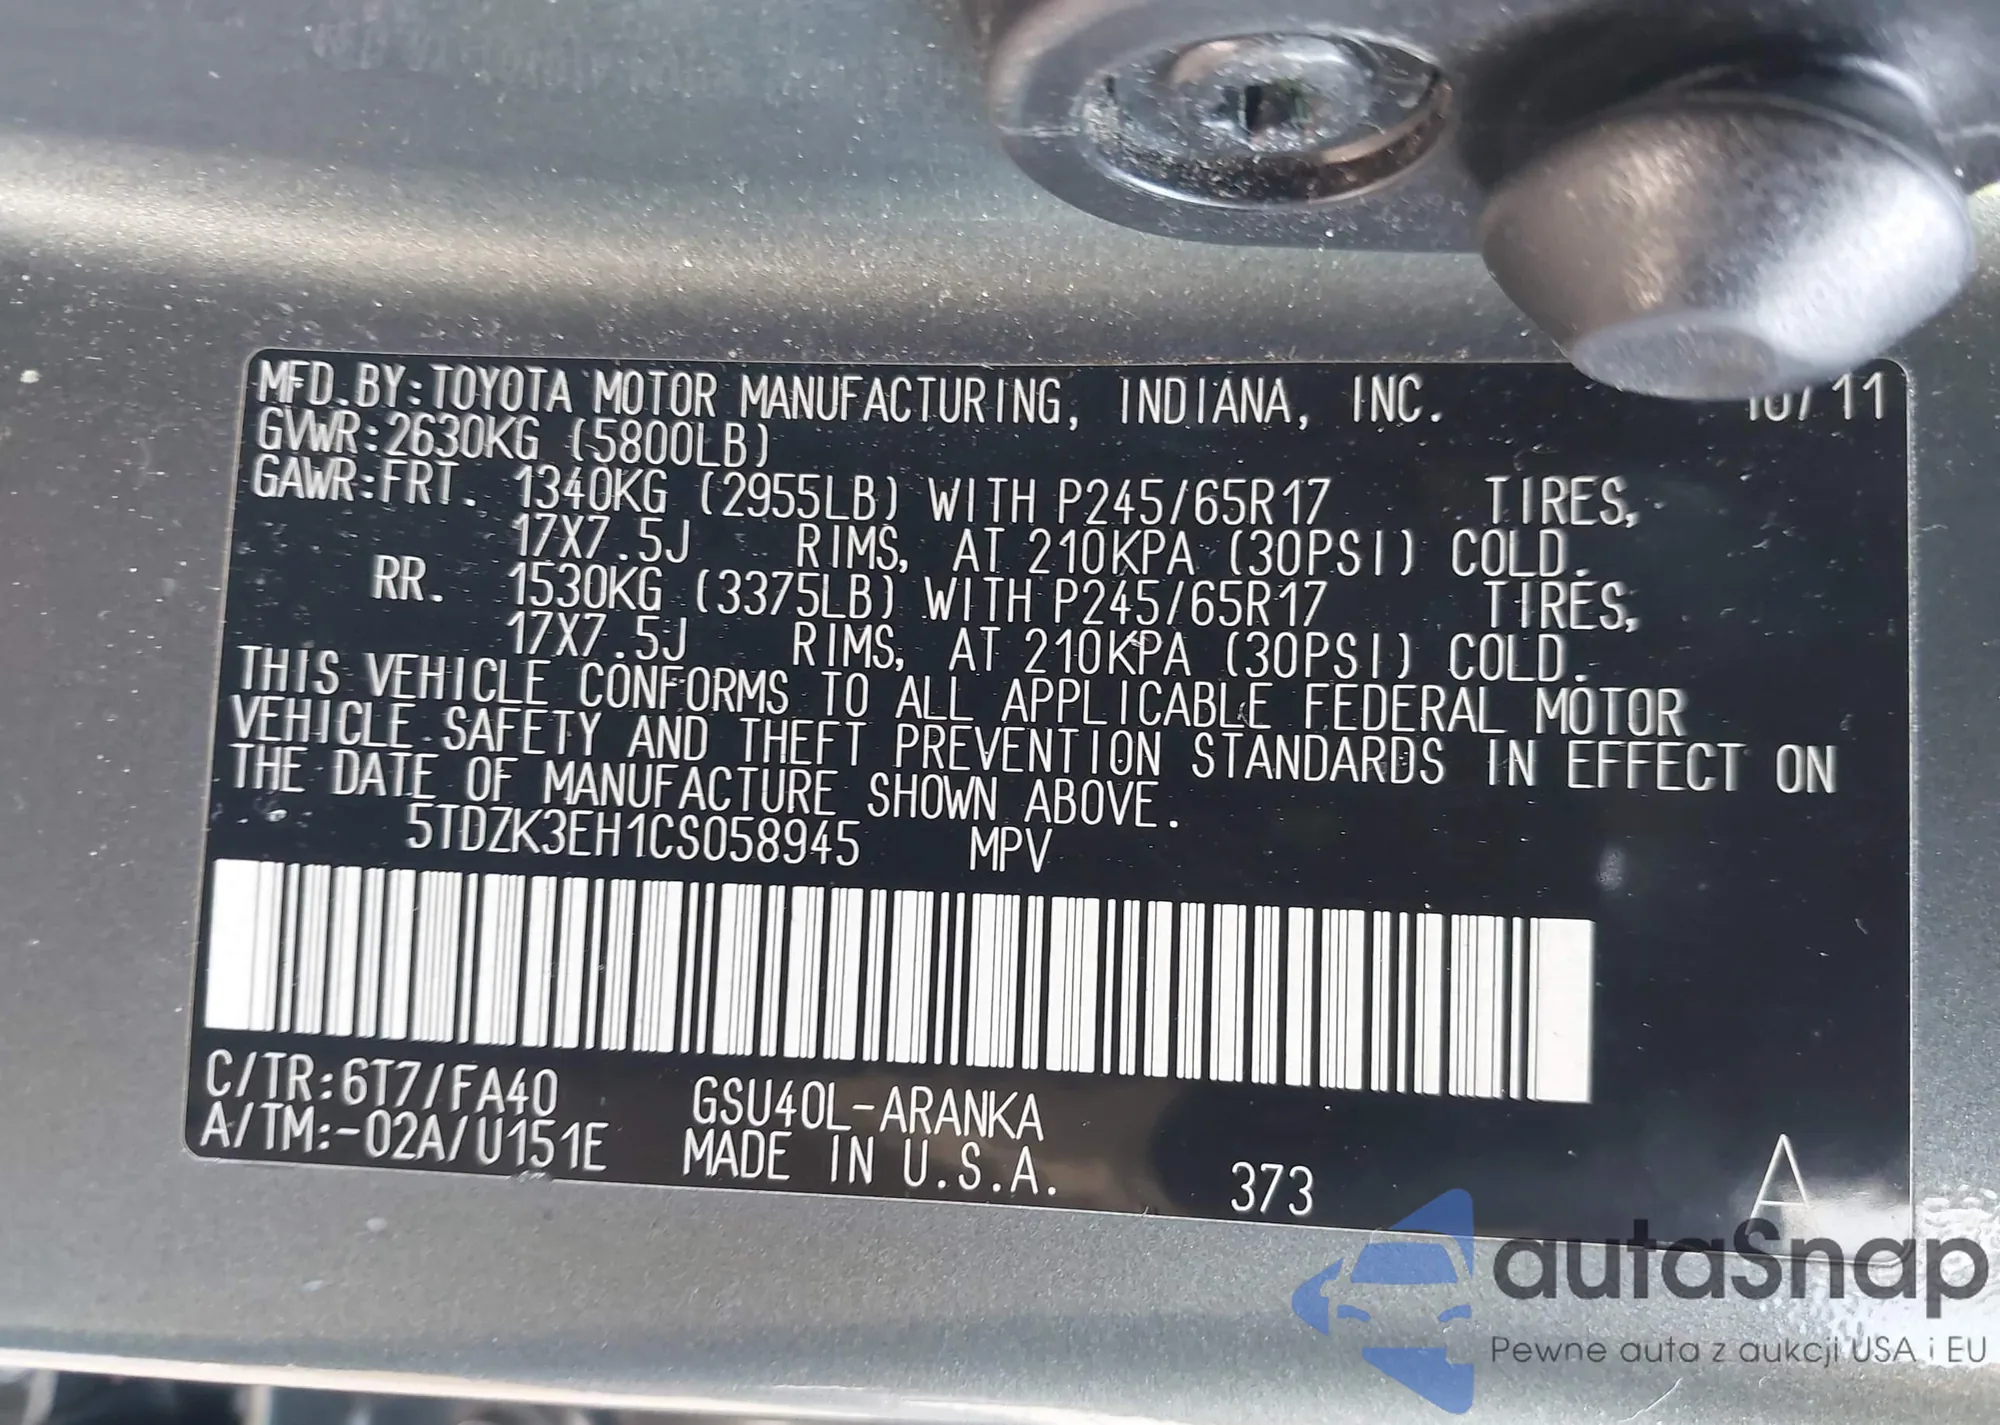 MFD.BY:TOYOTA MOTOR MANUFACTURING, INDIANA, INC. 10/11
GVWR:2630KG (5800LB)
GAWR:FRT. 1340KG (2955LB) WITH P245/65R17 TIRES,
17X7.5J RIMS, AT 210KPA (30PSI) COLD.
RR. 1530KG (3375LB) WITH P245/65R17 TIRES,
17X7.5J RIMS, AT 210KPA (30PSI) COLD.
THIS VEHICLE CONFORMS TO ALL APPLICABLE FEDERAL MOTOR
VEHICLE SAFETY AND THEFT PREVENTION STANDARDS IN EFFECT ON
THE DATE OF MANUFACTURE SHOWN ABOVE.
5TDZK3EH1CS058945 MPV
C/TR:6T7/FA40 GSU40L-ARANKA
A/TM:-02A/U151E MADE IN U.S.A. 373 A
autaSnap
Pewne auta z aukcji USA i EU